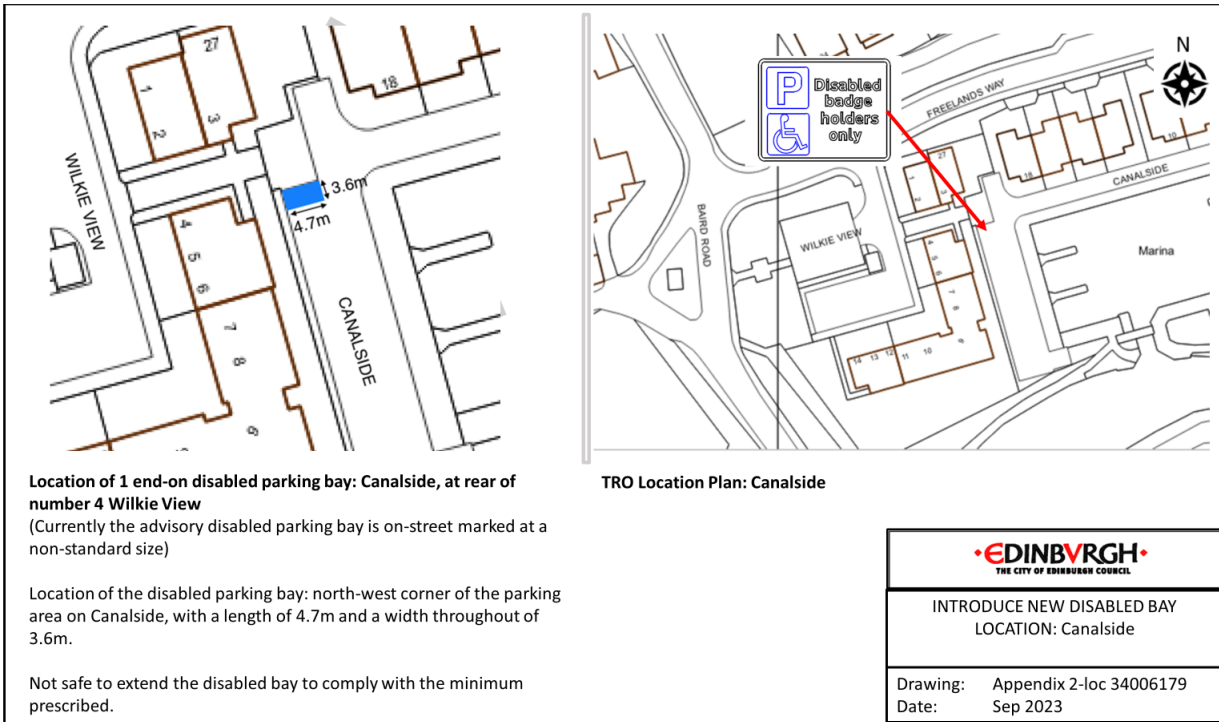 27
1
2
3
18
WILKIE VIEW
3.6m
4.7m
4
5
6
7
8
9
CANALSIDE
P
Disabled
badge
holders
only
N
FREELANDS WAY
27
1
2
3
18
10
CANALSIDE
BAIRD ROAD
WILKIE VIEW
Marina
4
5
6
7
8
9
14
13
12
11
10
Location of 1 end-on disabled parking bay: Canalside, at rear of
number 4 Wilkie View
(Currently the advisory disabled parking bay is on-street marked at a
non-standard size)
Location of the disabled parking bay: north-west corner of the parking
area on Canalside, with a length of 4.7m and a width throughout of
3.6m.
Not safe to extend the disabled bay to comply with the minimum
prescribed.
TRO Location Plan: Canalside
•EDINBVRGH•
THE CITY OF EDINBURGH COUNCIL
INTRODUCE NEW DISABLED BAY
LOCATION: Canalside
Drawing: Appendix 2-loc 34006179
Date: Sep 2023